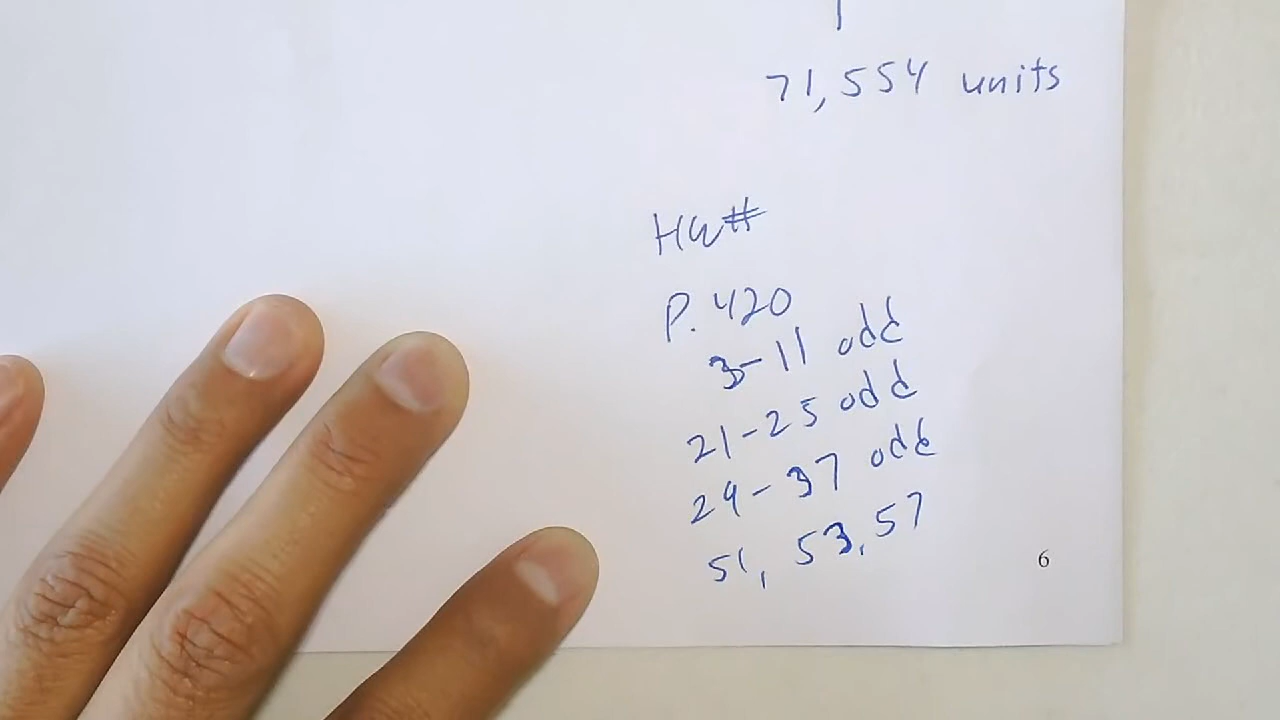 71,554 units
HW#
P. 420
3-11 odd
21-25 odd
29-37 odd
51, 53, 57
6